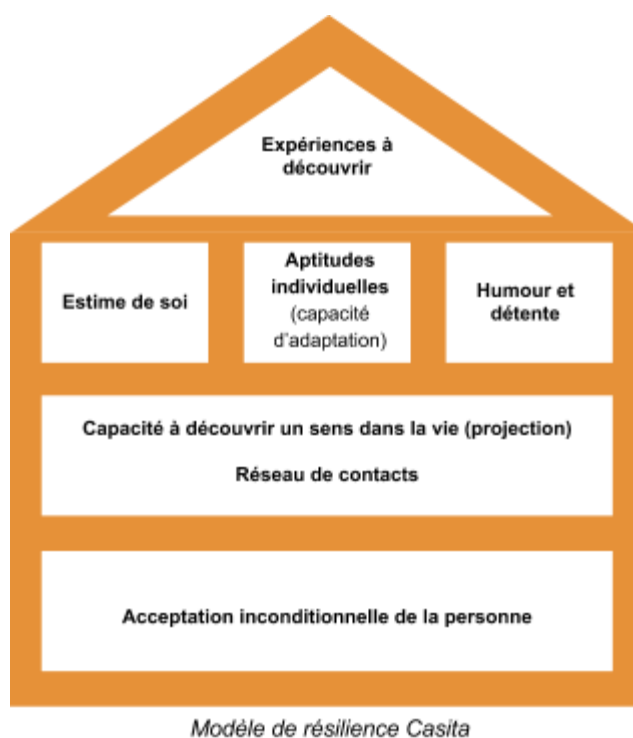 Expériences à
découvrir
Estime de soi
Aptitudes
individuelles
(capacité
d'adaptation)
Humour et
détente
Capacité à découvrir un sens dans la vie (projection)
Réseau de contacts
Acceptation inconditionnelle de la personne
Modèle de résilience Casita